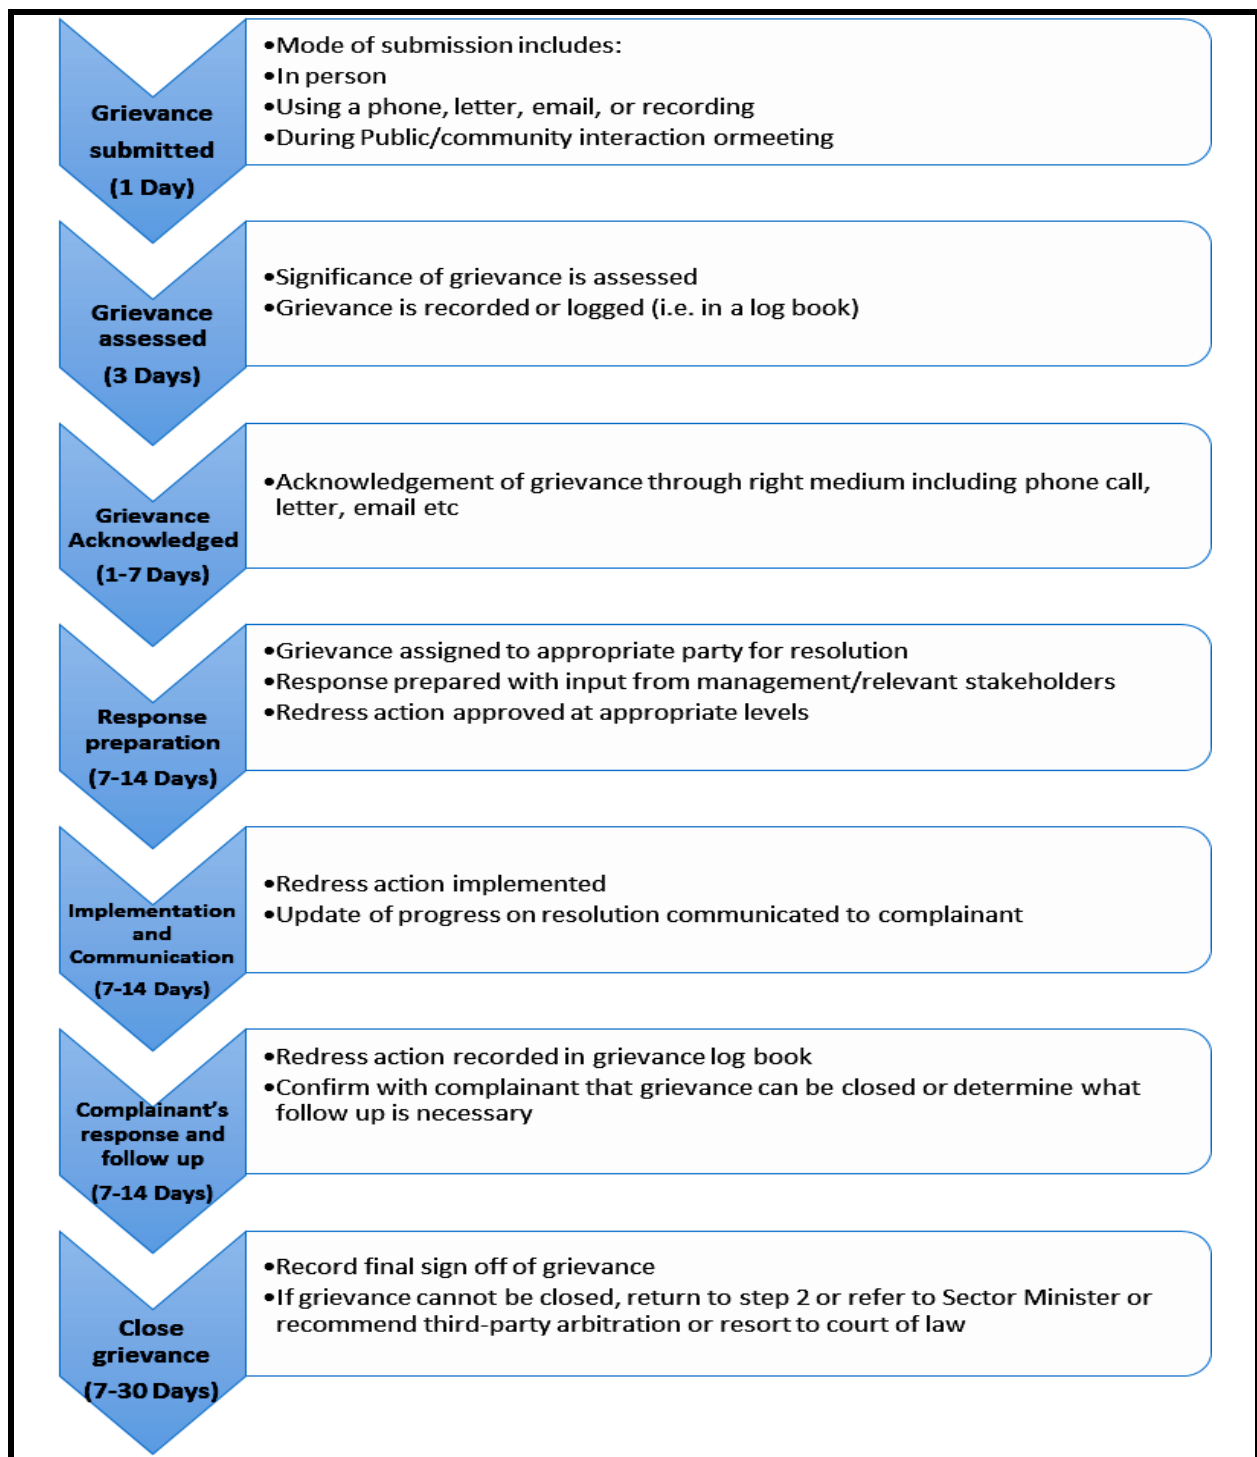 Grievance
submitted
(1 Day)
•Mode of submission includes:
•In person
•Using a phone, letter, email, or recording
•During Public/community interaction ormeeting
Grievance
assessed
(3 Days)
•Significance of grievance is assessed
•Grievance is recorded or logged (i.e. in a log book)
Grievance
Acknowledged
(1-7 Days)
•Acknowledgement of grievance through right medium including phone call,
letter, email etc
Response
preparation
(7-14 Days)
•Grievance assigned to appropriate party for resolution
•Response prepared with input from management/relevant stakeholders
•Redress action approved at appropriate levels
Implementation
and
Communication
(7-14 Days)
•Redress action implemented
•Update of progress on resolution communicated to complainant
Complainant’s
response and
follow up
(7-14 Days)
•Redress action recorded in grievance log book
•Confirm with complainant that grievance can be closed or determine what
follow up is necessary
Close
grievance
(7-30 Days)
•Record final sign off of grievance
•If grievance cannot be closed, return to step 2 or refer to Sector Minister or
recommend third-party arbitration or resort to court of law